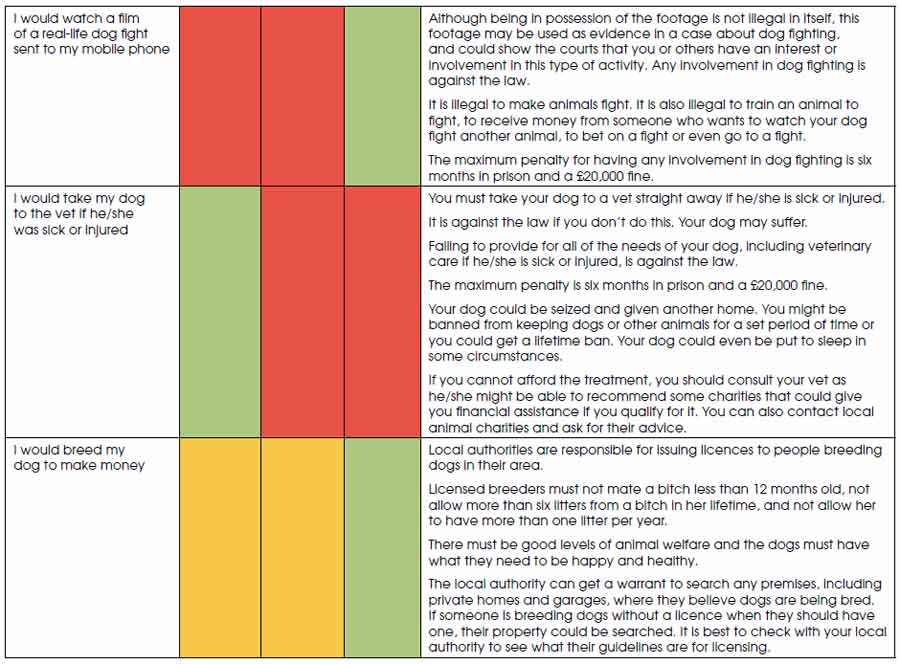 I would watch a film
of a real-life dog fight
sent to my mobile phone
Although being in possession of the footage is not illegal in itself, this
footage may be used as evidence in a case about dog fighting,
and could show the courts that you or others have an interest or
involvement in this type of activity. Any involvement in dog fighting is
against the law.
It is illegal to make animals fight. It is also illegal to train an animal to
fight, to receive money from someone who wants to watch your dog
fight another animal, to bet on a fight or even go to a fight.
The maximum penalty for having any involvement in dog fighting is six
months in prison and a £20,000 fine.
I would take my dog
to the vet if he/she
was sick or injured
You must take your dog to a vet straight away if he/she is sick or injured.
It is against the law if you don't do this. Your dog may suffer.
Failing to provide for all of the needs of your dog, including veterinary
care if he/she is sick or injured, is against the law.
The maximum penalty is six months in prison and a £20,000 fine.
Your dog could be seized and given another home. You might be
banned from keeping dogs or other animals for a set period of time or
you could get a lifetime ban. Your dog could even be put to sleep in
some circumstances.
If you cannot afford the treatment, you should consult your vet as
he/she might be able to recommend some charities that could give
you financial assistance if you qualify for it. You can also contact local
animal charities and ask for their advice.
I would breed my
dog to make money
Local authorities are responsible for issuing licences to people breeding
dogs in their area.
Licensed breeders must not mate a bitch less than 12 months old, not
allow more than six litters from a bitch in her lifetime, and not allow her
to have more than one litter per year.
There must be good levels of animal welfare and the dogs must have
what they need to be happy and healthy.
The local authority can get a warrant to search any premises, including
private homes and garages, where they believe dogs are being bred.
If someone is breeding dogs without a licence when they should have
one, their property could be searched. It is best to check with your local
authority to see what their guidelines are for licensing.